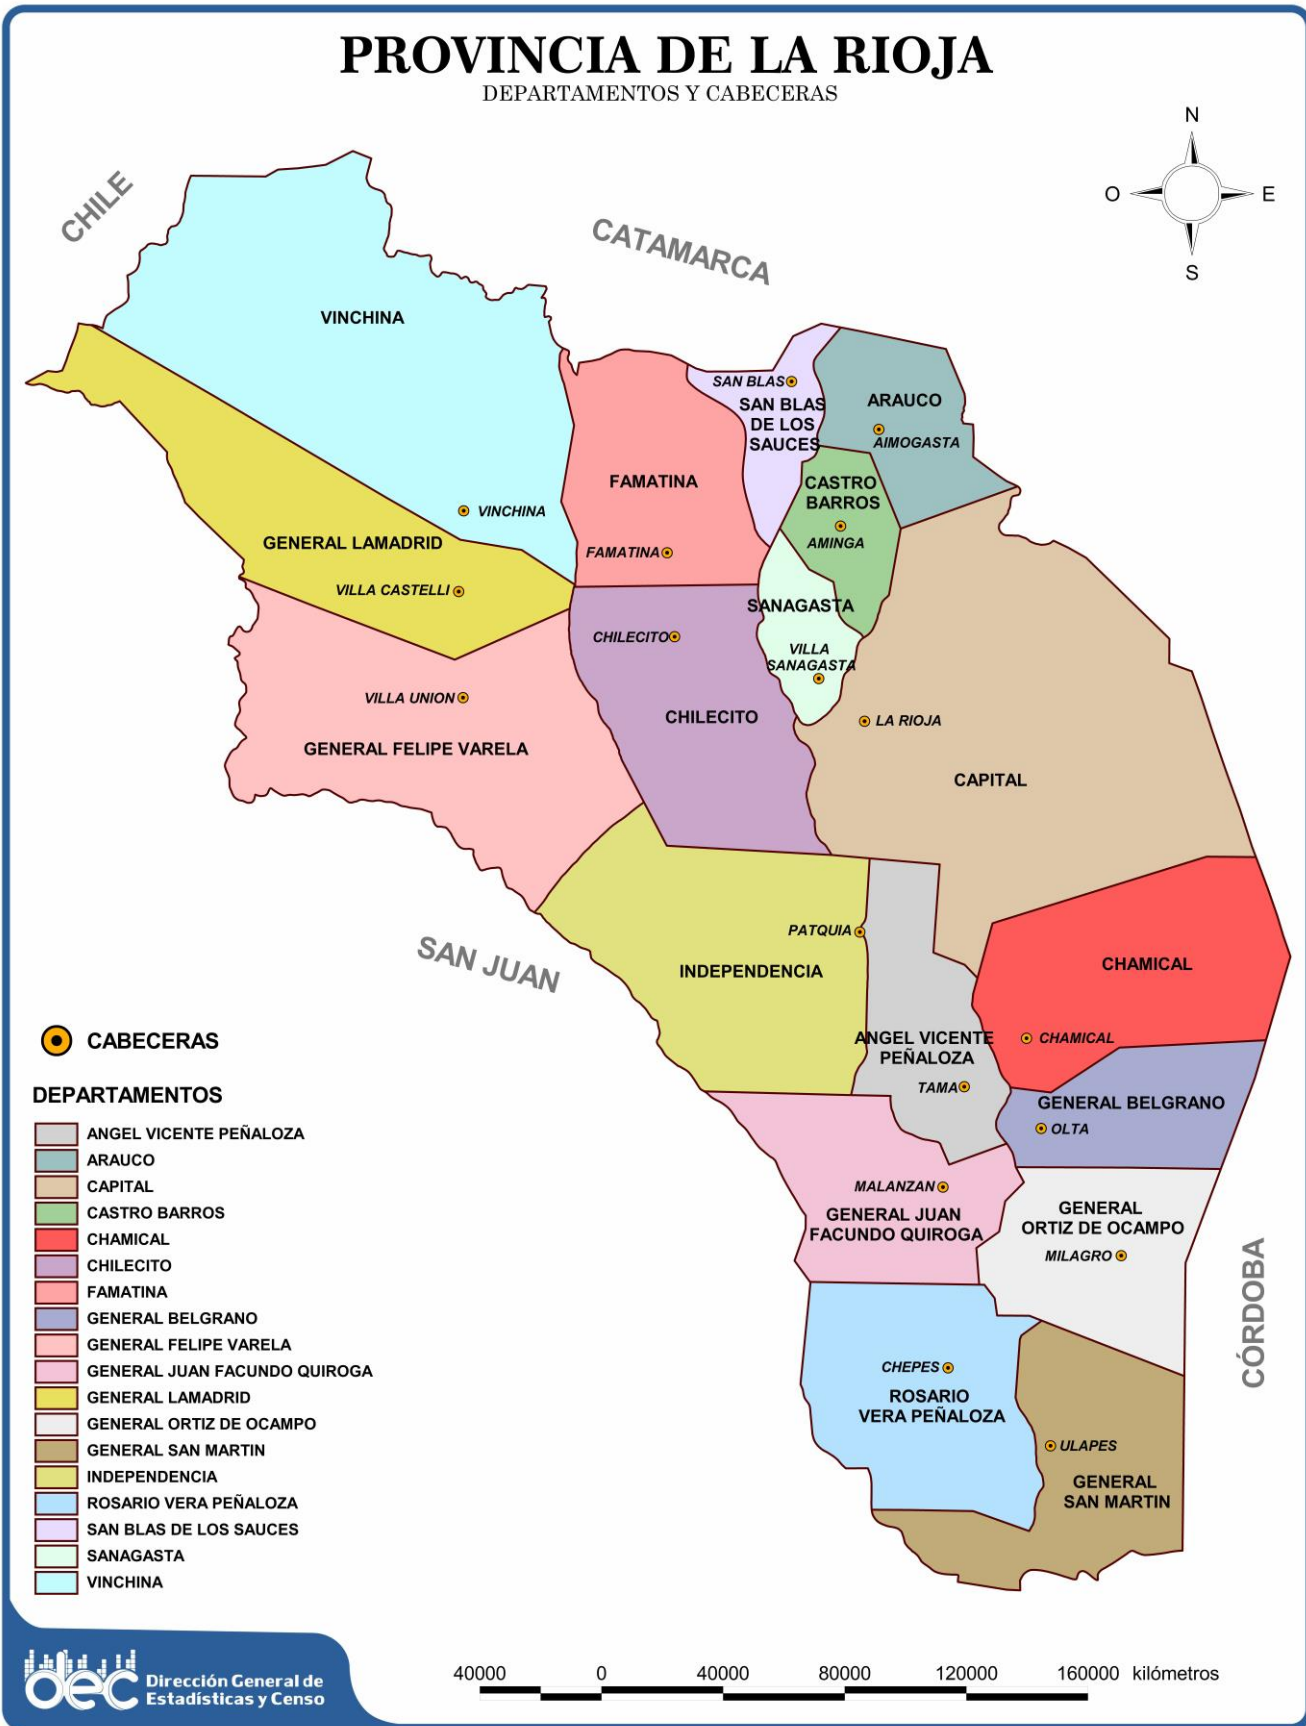 PROVINCIA DE LA RIOJA
DEPARTAMENTOS Y CABECERAS
N
O
E
S
CHILE
CATAMARCA
VINCHINA
SAN BLAS
SAN BLAS
DE LOS
SAUCES
ARAUCO
AIMOGASTA
FAMATINA
CASTRO
BARROS
VINCHINA
AMINGA
GENERAL LAMADRID
FAMATINA
VILLA CASTELLI
SANAGASTA
CHILECITO
VILLA
SANAGASTA
VILLA UNION
CHILECITO
LA RIOJA
GENERAL FELIPE VARELA
CAPITAL
PATQUIA
SAN JUAN
INDEPENDENCIA
CHAMICAL
ANGEL VICENTE
PEÑALOZA
CHAMICAL
TAMA
GENERAL BELGRANO
OLTA
MALANZAN
GENERAL JUAN
FACUNDO QUIROGA
GENERAL
ORTIZ DE OCAMPO
MILAGRO
CÓRDOBA
CHEPES
ROSARIO
VERA PEÑALOZA
ULAPES
GENERAL
SAN MARTIN
CABECERAS
DEPARTAMENTOS
ANGEL VICENTE PEÑALOZA
ARAUCO
CAPITAL
CASTRO BARROS
CHAMICAL
CHILECITO
FAMATINA
GENERAL BELGRANO
GENERAL FELIPE VARELA
GENERAL JUAN FACUNDO QUIROGA
GENERAL LAMADRID
GENERAL ORTIZ DE OCAMPO
GENERAL SAN MARTIN
INDEPENDENCIA
ROSARIO VERA PEÑALOZA
SAN BLAS DE LOS SAUCES
SANAGASTA
VINCHINA
dec
Dirección General de
Estadísticas y Censo
40000 0 40000 80000 120000 160000 kilómetros